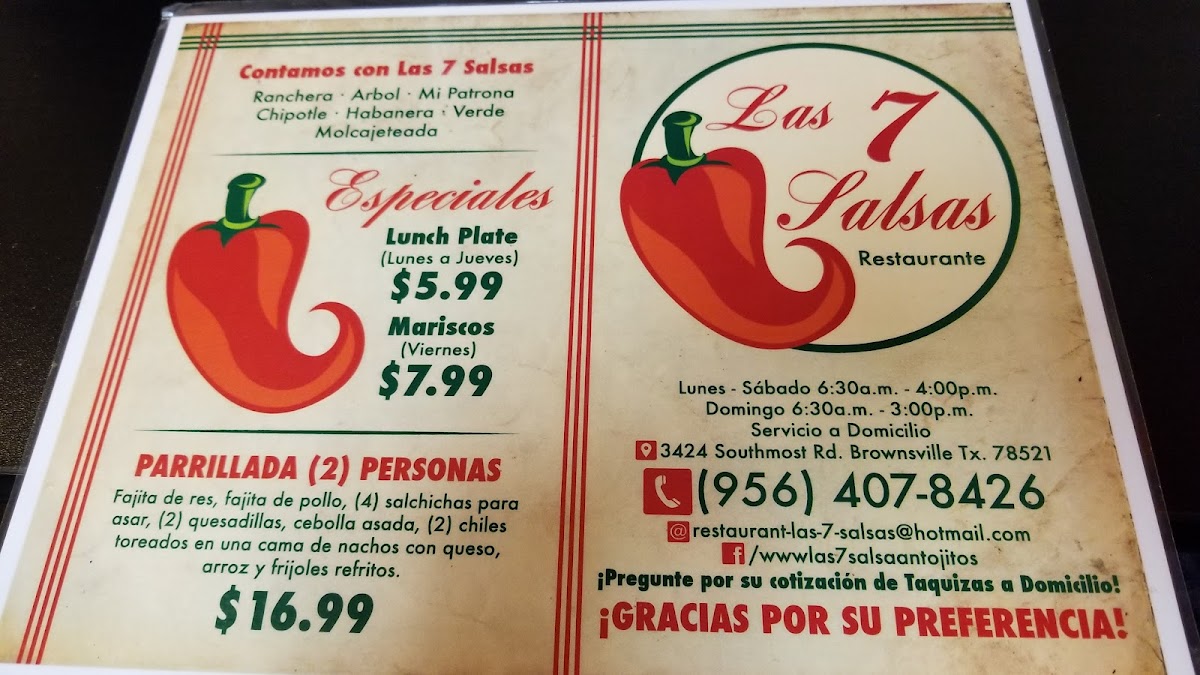 Contamos con Las 7 Salsas
Ranchera · Arbol · Mi Patrona
Chipotle · Habanera · Verde
Molcajeteada
Especiales
Lunch Plate
(Lunes a Jueves)
$5.99
Mariscos
(Viernes)
$7.99
PARRILLADA (2) PERSONAS
Fajita de res, fajita de pollo, (4) salchichas para
asar, (2) quesadillas, cebolla asada, (2) chiles
toreados en una cama de nachos con queso,
arroz y frijoles refritos.
$16.99
Las 7
Salsas
Restaurante
Lunes - Sábado 6:30a.m. - 4:00p.m.
Domingo 6:30a.m. - 3:00p.m.
Servicio a Domicilio
3424 Southmost Rd. Brownsville Tx. 78521
(956) 407-8426
@ restaurant-las-7-salsas@hotmail.com
f /wwwlas7salsaantojitos
¡Pregunte por su cotización de Taquizas a Domicilio!
¡GRACIAS POR SU PREFERENCIA!